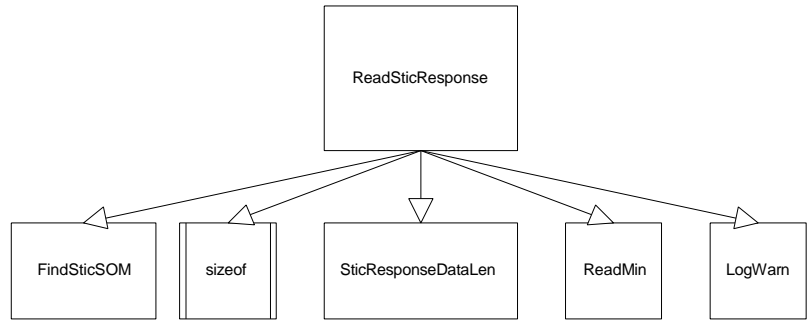 ReadSticResponse
FindSticSOM
sizeof
SticResponseDataLen
ReadMin
LogWarn